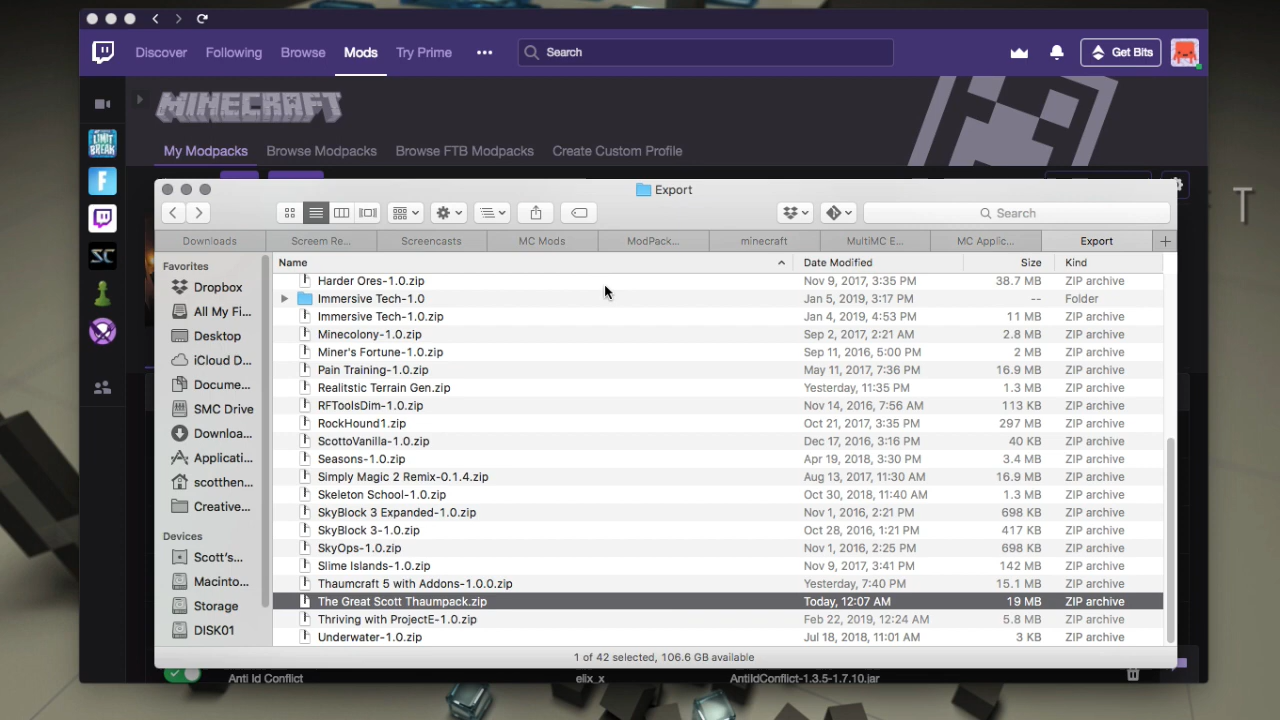 Discover Following Browse Mods Try Prime ••• Search Get Bits
MINECRAFT
My Modpacks Browse Modpacks Browse FTB Modpacks Create Custom Profile
LIMIT BREAK
F
SC
T
Export
Search
Downloads Screem Re... Screencasts MC Mods ModPack... minecraft MultiMC E... MC Applic... Export +
Favorites
Dropbox
All My Fi...
Desktop
iCloud D...
Docume...
SMC Drive
Downloa...
Applicati...
scotthen...
Creative...
Devices
Scott's...
Macinto...
Storage
DISK01
Name Date Modified Size Kind
Harder Ores-1.0.zip Nov 9, 2017, 3:35 PM 38.7 MB ZIP archive
Immersive Tech-1.0 Jan 5, 2019, 3:17 PM -- Folder
Immersive Tech-1.0.zip Jan 4, 2019, 4:53 PM 11 MB ZIP archive
Minecolony-1.0.zip Sep 2, 2017, 2:21 AM 2.8 MB ZIP archive
Miner's Fortune-1.0.zip Sep 11, 2016, 5:00 PM 2 MB ZIP archive
Pain Training-1.0.zip May 11, 2017, 7:36 PM 16.9 MB ZIP archive
Realitstic Terrain Gen.zip Yesterday, 11:35 PM 1.3 MB ZIP archive
RFToolsDim-1.0.zip Nov 14, 2016, 7:56 AM 113 KB ZIP archive
RockHound1.zip Oct 21, 2017, 3:35 PM 297 MB ZIP archive
ScottoVanilla-1.0.zip Dec 17, 2016, 3:16 PM 40 KB ZIP archive
Seasons-1.0.zip Apr 19, 2018, 3:30 PM 3.4 MB ZIP archive
Simply Magic 2 Remix-0.1.4.zip Aug 13, 2017, 11:30 AM 16.9 MB ZIP archive
Skeleton School-1.0.zip Oct 30, 2018, 11:40 AM 1.3 MB ZIP archive
SkyBlock 3 Expanded-1.0.zip Nov 1, 2016, 2:21 PM 698 KB ZIP archive
SkyBlock 3-1.0.zip Oct 28, 2016, 1:21 PM 417 KB ZIP archive
SkyOps-1.0.zip Nov 1, 2016, 2:25 PM 698 KB ZIP archive
Slime Islands-1.0.zip Nov 9, 2017, 3:41 PM 142 MB ZIP archive
Thaumcraft 5 with Addons-1.0.0.zip Yesterday, 7:40 PM 15.1 MB ZIP archive
The Great Scott Thaumpack.zip Today, 12:07 AM 19 MB ZIP archive
Thriving with ProjectE-1.0.zip Feb 22, 2019, 12:24 AM 5.8 MB ZIP archive
Underwater-1.0.zip Jul 18, 2018, 11:01 AM 3 KB ZIP archive
1 of 42 selected, 106.6 GB available
Anti Id Conflict elix_x AntiIdConflict-1.3.5-1.7.10.jar